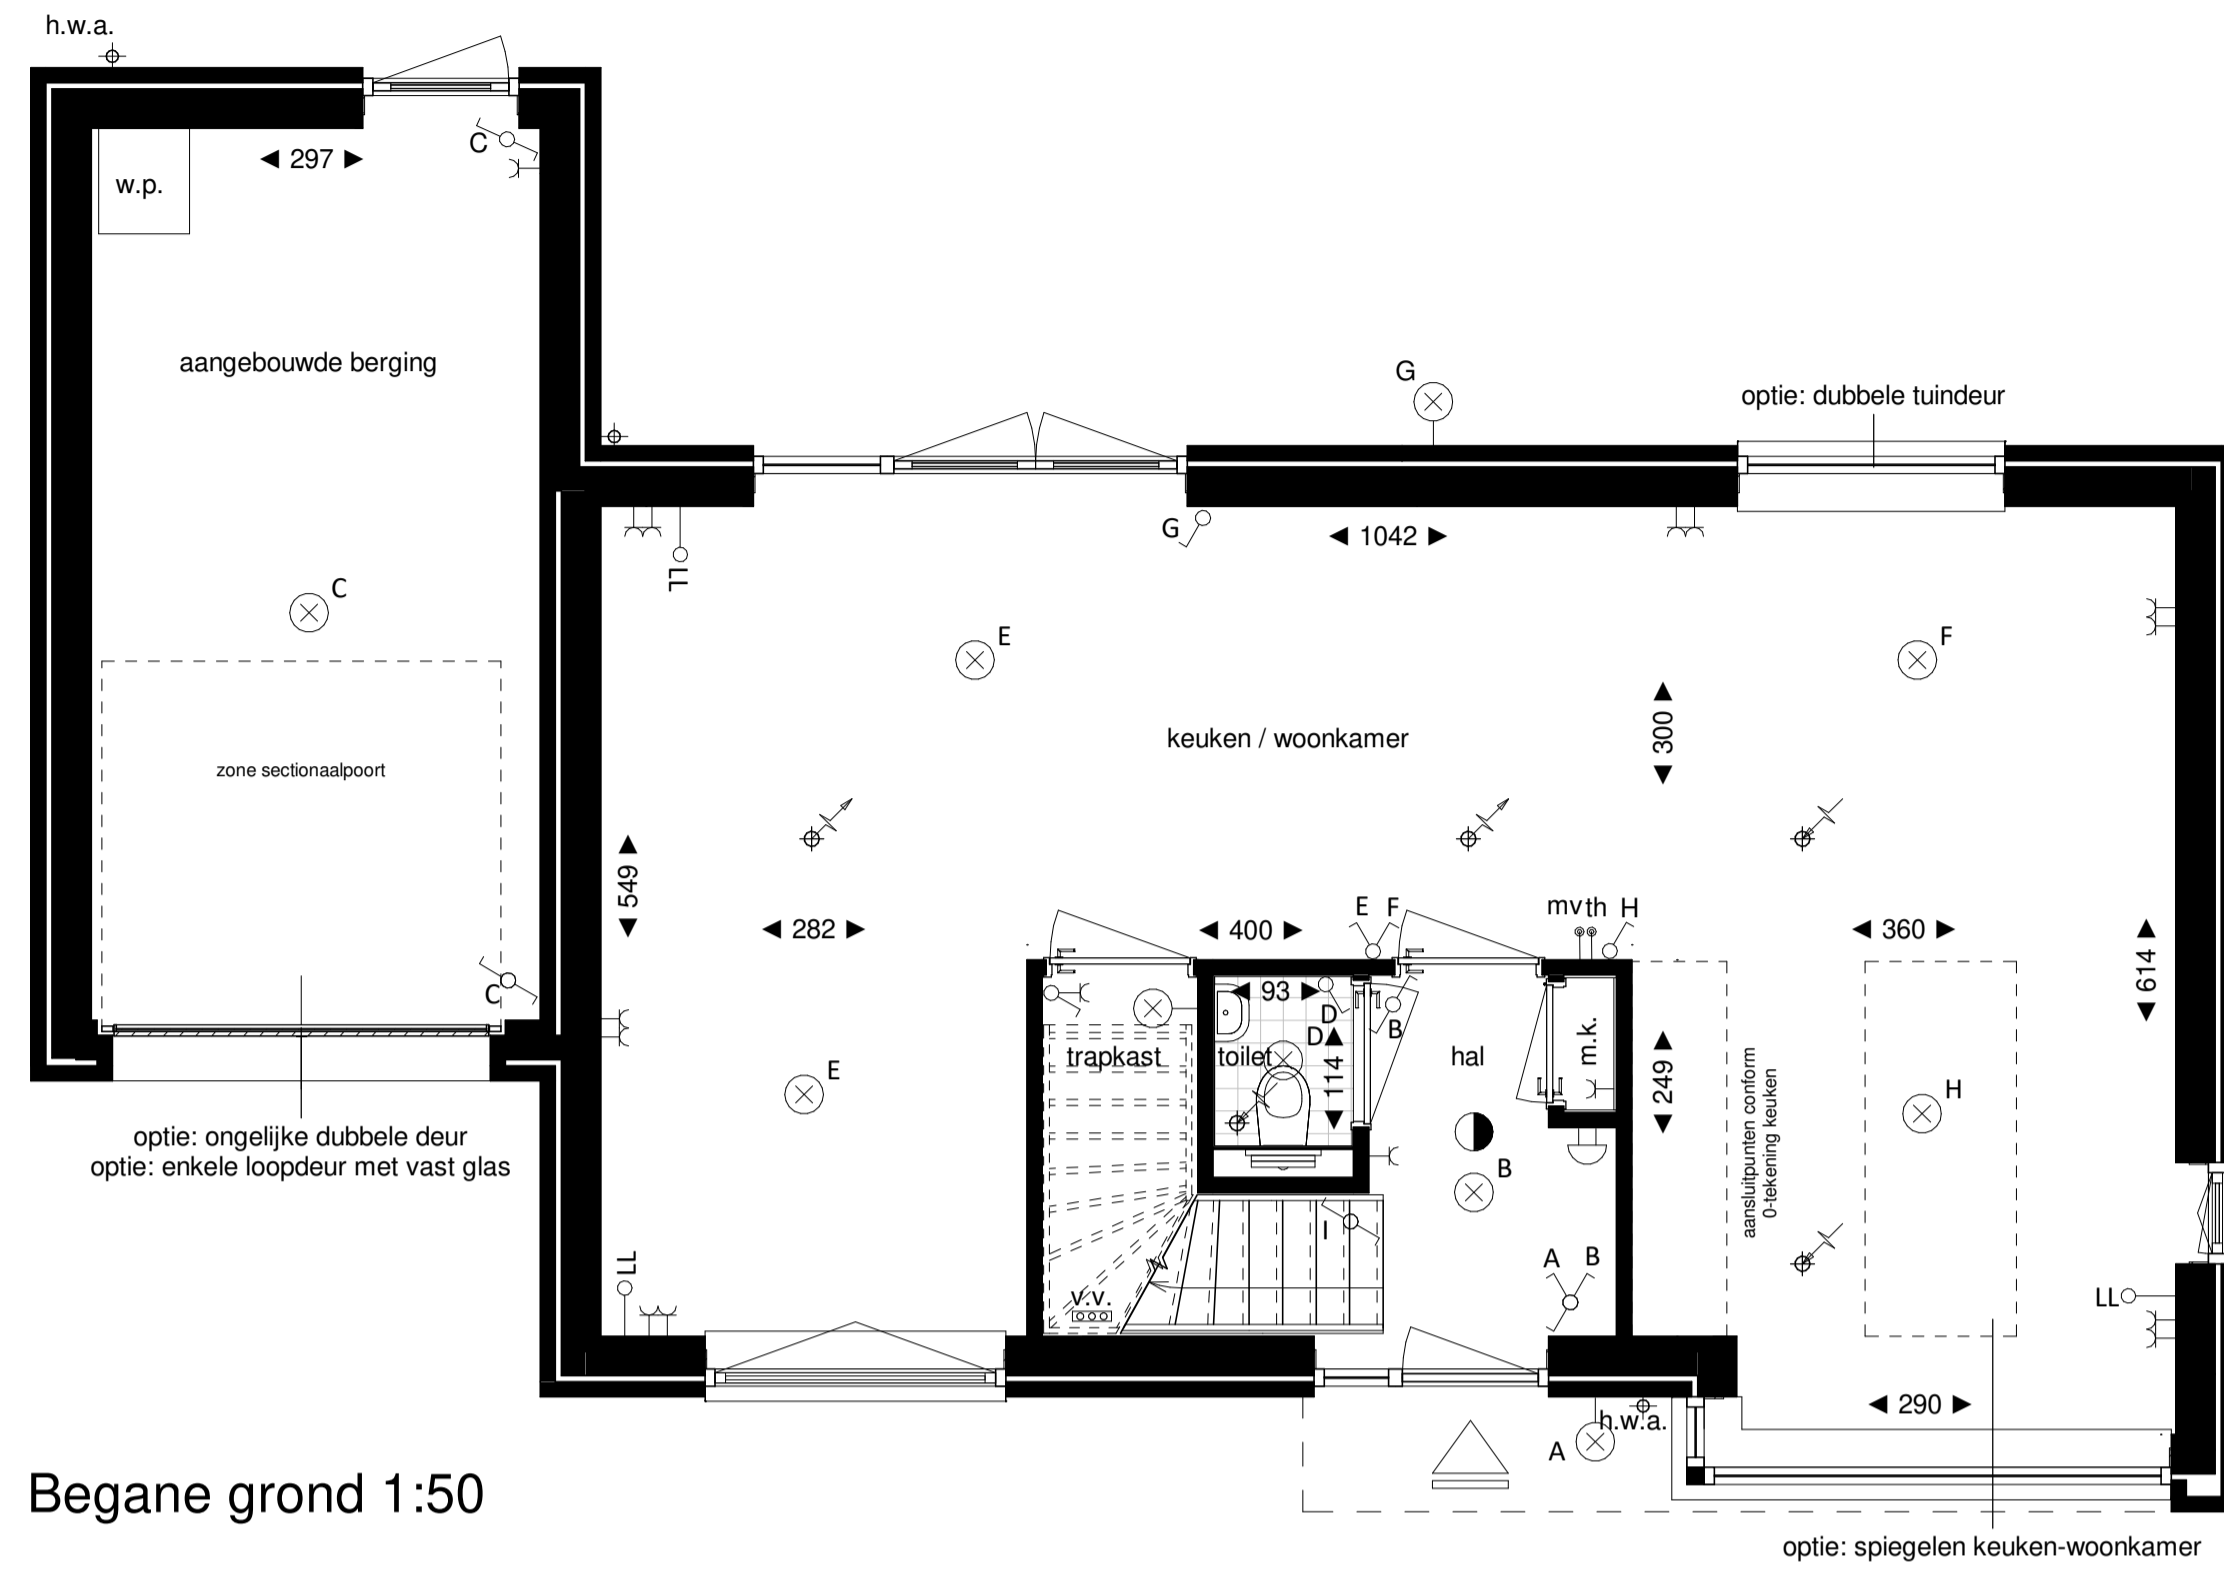 h.w.a.
C
◄ 297 ►
w.p.
aangebouwde berging
G
optie: dubbele tuindeur
G
◄ 1042 ►
LL
C
E
F
keuken / woonkamer
◄ 300 ►
zone sectionaalpoort
◄ 549 ►
◄ 282 ►
◄ 400 ►
E F
mv th H
◄ 360 ►
◄ 614 ►
C
◄ 93 ►
D
D
B
trapkast
toilet
◄ 114 ►
hal
m.k.
◄ 249 ►
aansluitpunten conform
0-tekening keuken
E
H
optie: ongelijke dubbele deur
optie: enkele loopdeur met vast glas
B
I
LL
A B
v.v.
LL
◄ 290 ►
h.w.a.
A
Begane grond 1:50
optie: spiegelen keuken-woonkamer